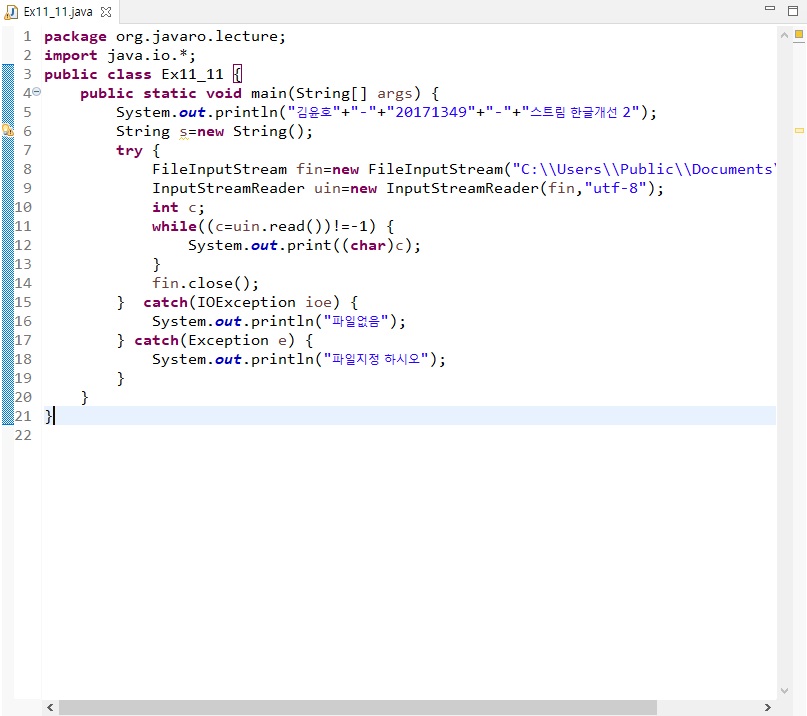 Ex11_11.java
1 package org.javaro.lecture;
2 import java.io.*;
3 public class Ex11_11 {
4 public static void main(String[] args) {
5 System.out.println("김윤호"+"-"+"20171349"+"-"+"스트림 한글개선 2");
6 String s=new String();
7 try {
8 FileInputStream fin=new FileInputStream("C:\\Users\\Public\\Documents\
9 InputStreamReader uin=new InputStreamReader(fin,"utf-8");
10 int c;
11 while((c=uin.read())!=-1) {
12 System.out.print((char)c);
13 }
14 fin.close();
15 } catch(IOException ioe) {
16 System.out.println("파일없음");
17 } catch(Exception e) {
18 System.out.println("파일지정 하시오");
19 }
20 }
21 }
22